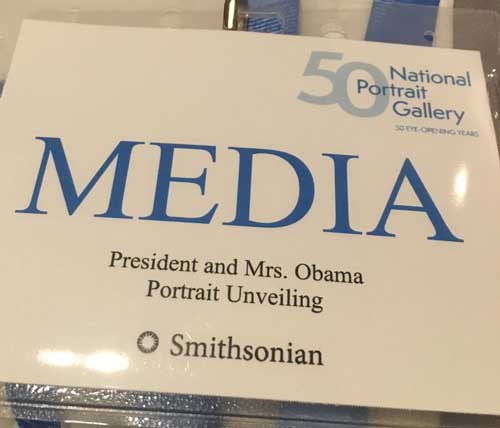 50 National
Portrait
Gallery
50 EYE-OPENING YEARS
MEDIA
President and Mrs. Obama
Portrait Unveiling
Smithsonian